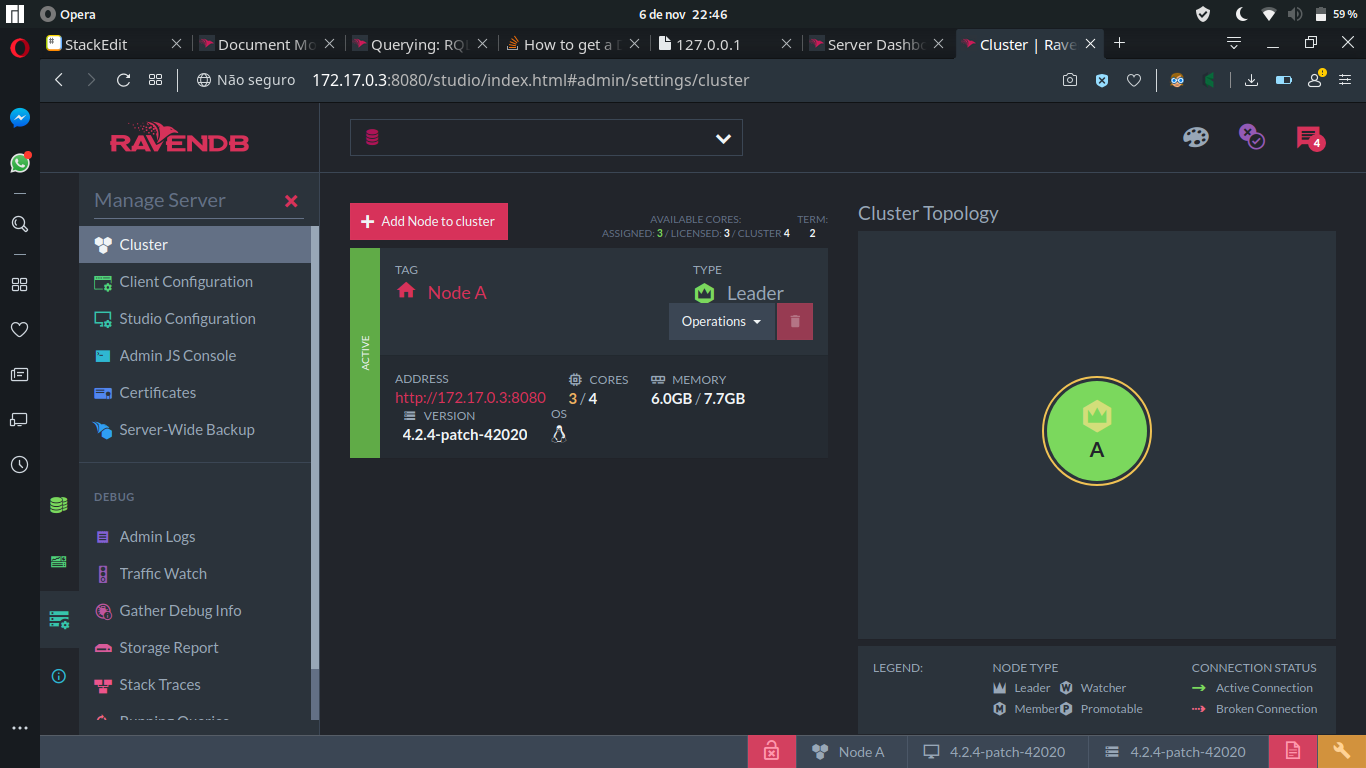 Opera
6 de nov 22:46
59 %
StackEdit
Document Mo
Querying: RQL
How to get a D
127.0.0.1
Server Dashbo
Cluster | Rave
Não seguro
172.17.0.3:8080/studio/index.html#admin/settings/cluster
RAVENDB
4
Manage Server
Cluster
Client Configuration
Studio Configuration
Admin JS Console
Certificates
Server-Wide Backup
DEBUG
Admin Logs
Traffic Watch
Gather Debug Info
Storage Report
Stack Traces
Running Queries
Add Node to cluster
AVAILABLE CORES:
ASSIGNED: 3 / LICENSED: 3 / CLUSTER 4
TERM:
2
ACTIVE
TAG
Node A
TYPE
Leader
Operations
ADDRESS
http://172.17.0.3:8080
CORES
3 / 4
MEMORY
6.0GB / 7.7GB
VERSION
4.2.4-patch-42020
OS
Cluster Topology
A
LEGEND:
NODE TYPE
Leader
W Watcher
M Member
P Promotable
CONNECTION STATUS
Active Connection
Broken Connection
Node A
4.2.4-patch-42020
4.2.4-patch-42020